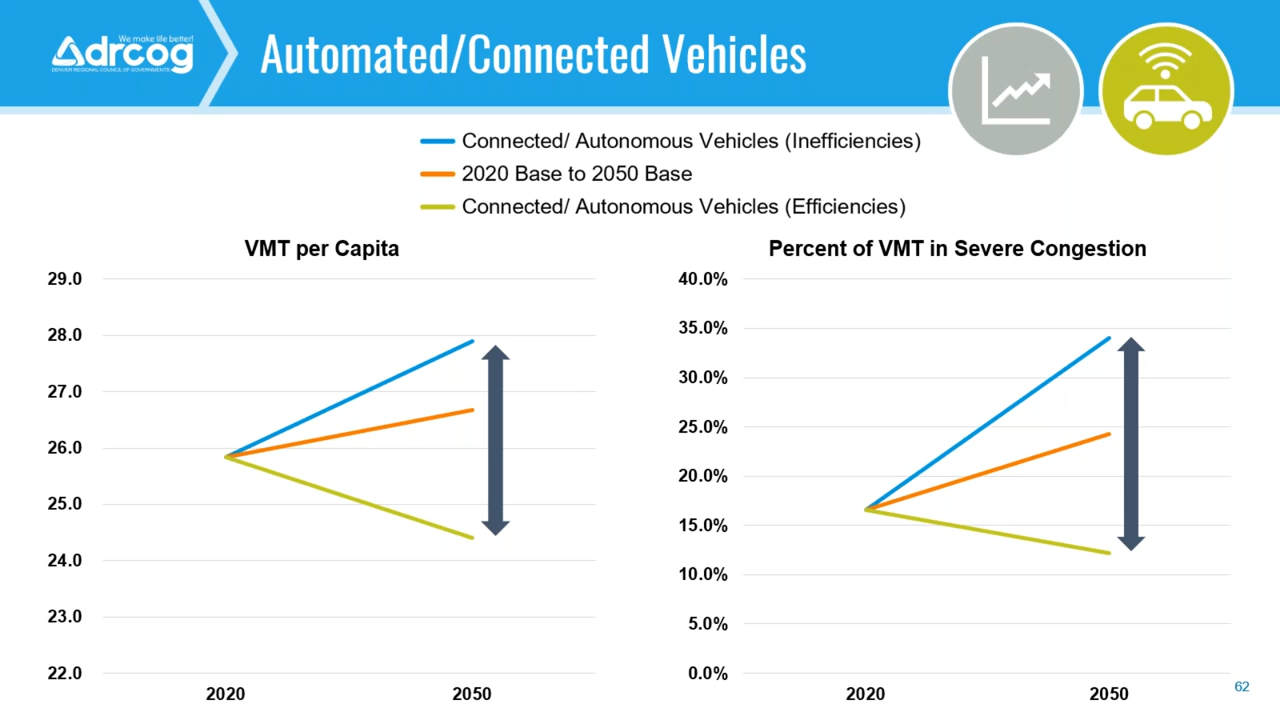 We make life better!
drcog
DENVER REGIONAL COUNCIL OF GOVERNMENTS
Automated/Connected Vehicles
Connected/ Autonomous Vehicles (Inefficiencies)
2020 Base to 2050 Base
Connected/ Autonomous Vehicles (Efficiencies)
VMT per Capita
29.0
28.0
27.0
26.0
25.0
24.0
23.0
22.0
2020 2050
Percent of VMT in Severe Congestion
40.0%
35.0%
30.0%
25.0%
20.0%
15.0%
10.0%
5.0%
0.0%
2020 2050
62